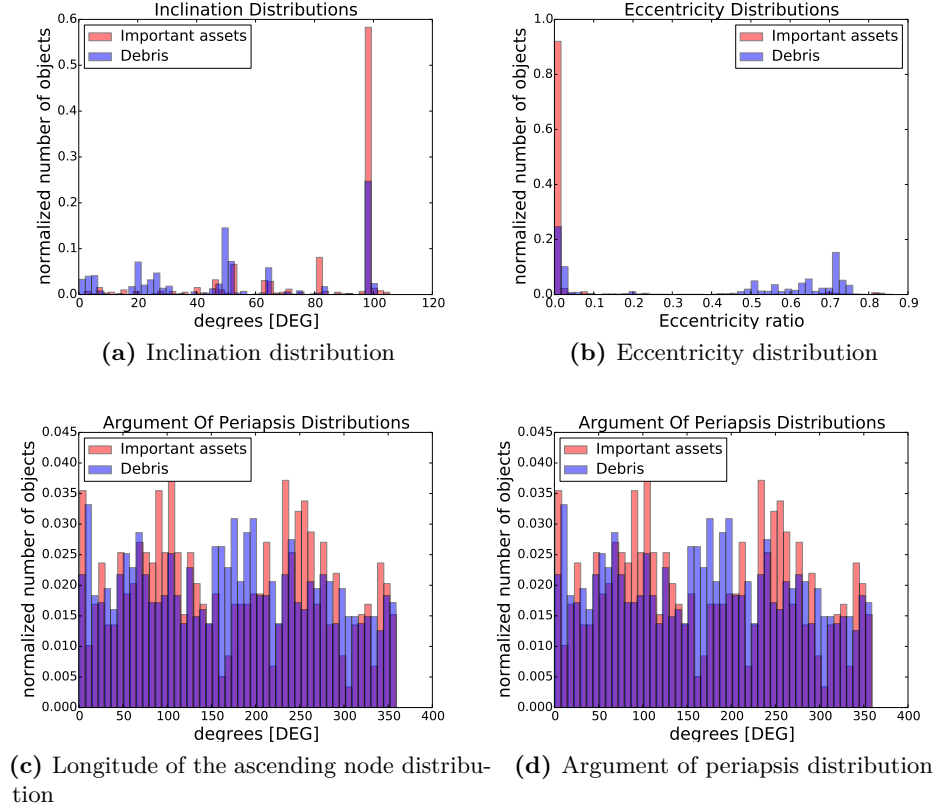 Inclination Distributions
Important assets
Debris
normalized number of objects
0.6
0.5
0.4
0.3
0.2
0.1
0.0
0
20
40
60
80
100
120
degrees [DEG]
(a) Inclination distribution
Eccentricity Distributions
Important assets
Debris
normalized number of objects
1.0
0.8
0.6
0.4
0.2
0.0
0.0
0.1
0.2
0.3
0.4
0.5
0.6
0.7
0.8
0.9
Eccentricity ratio
(b) Eccentricity distribution
Argument Of Periapsis Distributions
Important assets
Debris
normalized number of objects
0.045
0.040
0.035
0.030
0.025
0.020
0.015
0.010
0.005
0.000
0
50
100
150
200
250
300
350
400
degrees [DEG]
(c) Longitude of the ascending node distribu-
tion
Argument Of Periapsis Distributions
Important assets
Debris
normalized number of objects
0.045
0.040
0.035
0.030
0.025
0.020
0.015
0.010
0.005
0.000
0
50
100
150
200
250
300
350
400
degrees [DEG]
(d) Argument of periapsis distribution